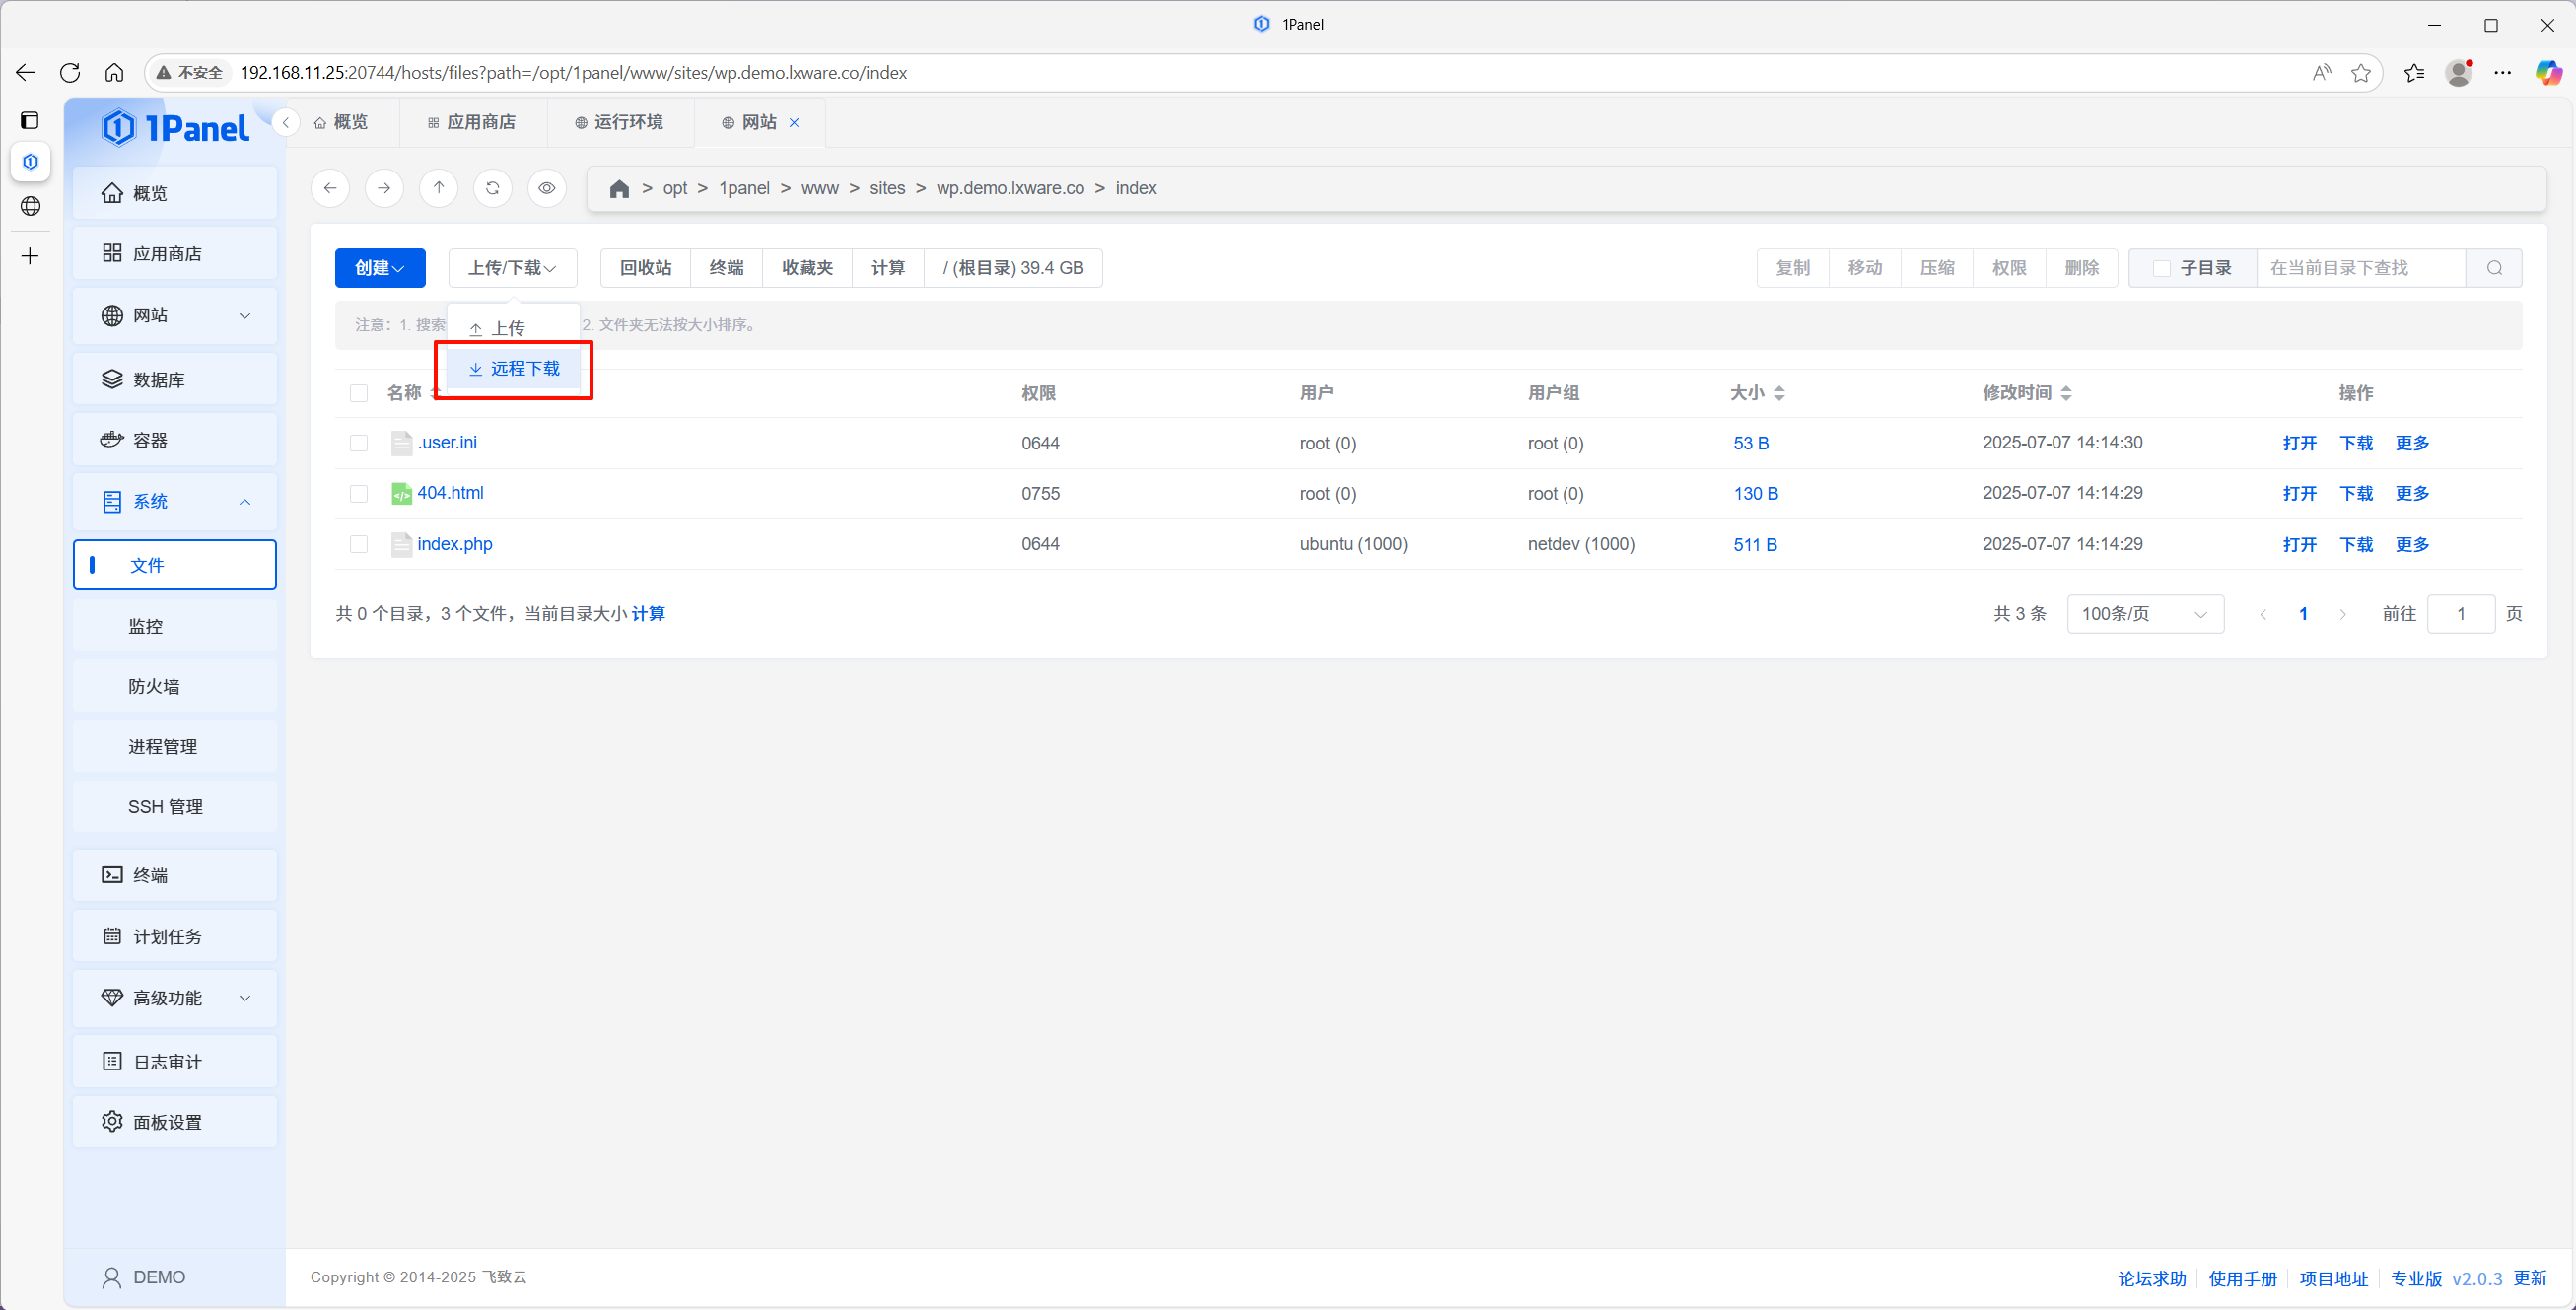 1Panel
不安全 192.168.11.25:20744/hosts/files?path=/opt/1panel/www/sites/wp.demo.lxware.co/index
1Panel
概览 应用商店 运行环境 网站
> opt > 1panel > www > sites > wp.demo.lxware.co > index
概览
应用商店
网站
数据库
容器
系统
文件
监控
防火墙
进程管理
SSH 管理
终端
计划任务
高级功能
日志审计
面板设置
DEMO
创建 上传/下载 回收站 终端 收藏夹 计算 / (根目录) 39.4 GB 复制 移动 压缩 权限 删除 子目录 在当前目录下查找
注意：1. 搜索 2. 文件夹无法按大小排序。
上传
远程下载
名称 权限 用户 用户组 大小 修改时间 操作
.user.ini 0644 root (0) root (0) 53 B 2025-07-07 14:14:30 打开 下载 更多
404.html 0755 root (0) root (0) 130 B 2025-07-07 14:14:29 打开 下载 更多
index.php 0644 ubuntu (1000) netdev (1000) 511 B 2025-07-07 14:14:29 打开 下载 更多
共 0 个目录，3 个文件，当前目录大小 计算 共 3 条 100条/页 1 前往 1 页
Copyright © 2014-2025 飞致云 论坛求助 使用手册 项目地址 专业版 v2.0.3 更新